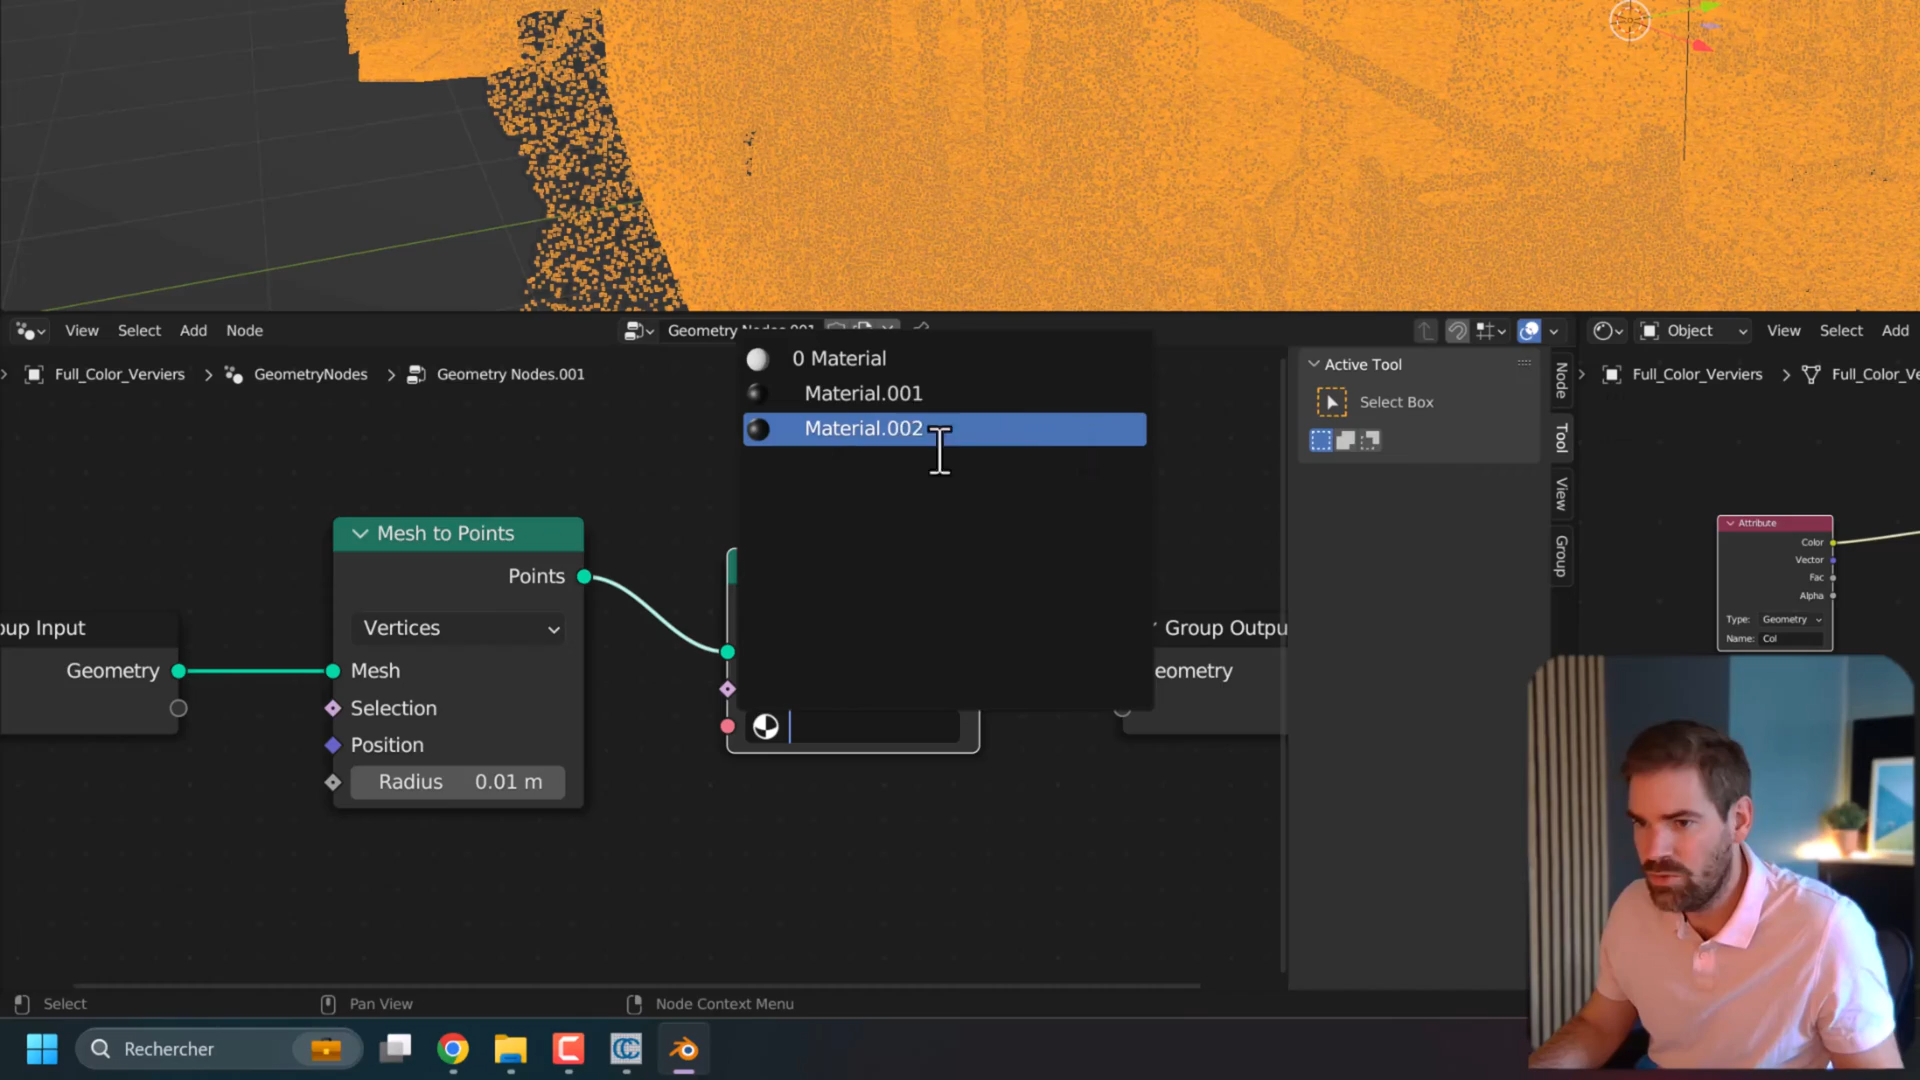 View Select Add Node
Geometry Nodes.001
Object View Select Add
Full_Color_Verviers > GeometryNodes > Geometry Nodes.001
Full_Color_Verviers > Full_Color_Ve
0 Material
Material.001
Material.002
Active Tool
Select Box
Node
Tool
View
Group
Mesh to Points
Points
Vertices
Mesh
Selection
Position
Radius 0.01 m
oup Input
Geometry
Group Outpu
eometry
Attribute
Color
Vector
Fac
Alpha
Type: Geometry
Name: Col
Select Pan View Node Context Menu
Rechercher